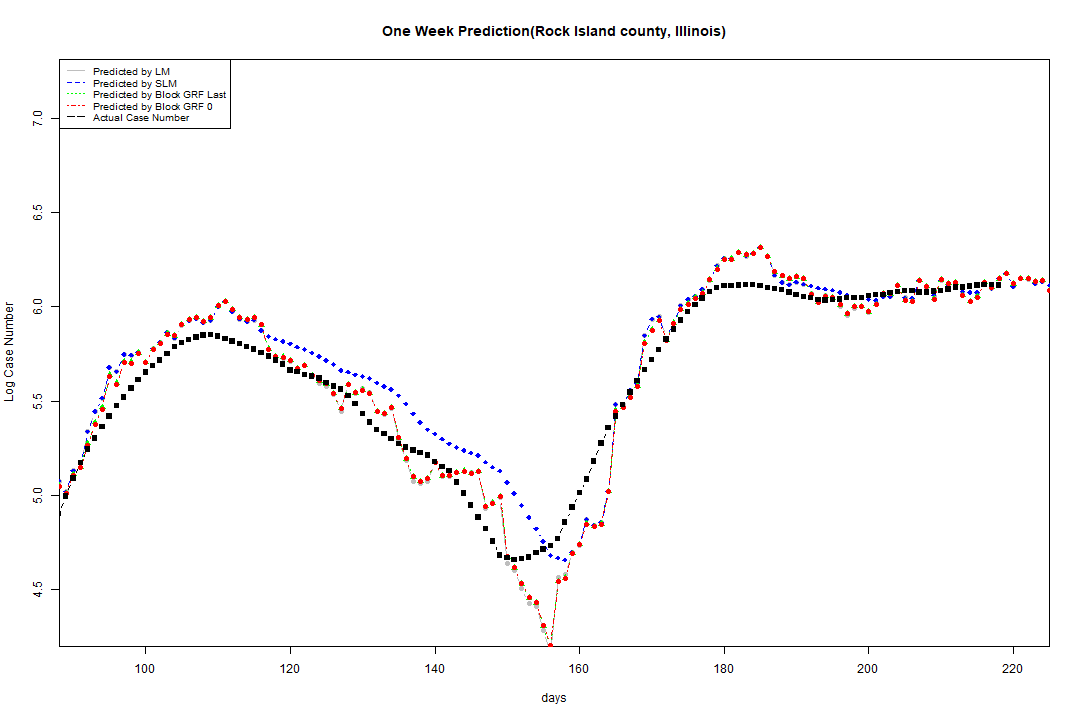 One Week Prediction(Rock Island county, Illinois)
Predicted by LM
Predicted by SLM
Predicted by Block GRF Last
Predicted by Block GRF 0
Actual Case Number
7.0
6.5
6.0
5.5
5.0
4.5
Log Case Number
100 120 140 160 180 200 220
days